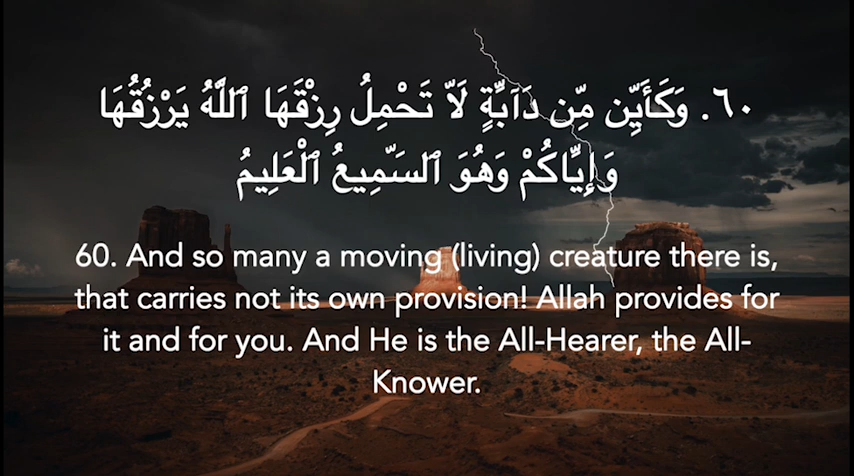 ٦٠. وَكَأَيِّن مِّن دَآبَّةٍ لَّا تَحْمِلُ رِزْقَهَا ٱللَّهُ يَرْزُقُهَا
وَإِيَّاكُمْ وَهُوَ ٱلسَّمِيعُ ٱلْعَلِيمُ
60. And so many a moving (living) creature there is,
that carries not its own provision! Allah provides for
it and for you. And He is the All-Hearer, the All-
Knower.